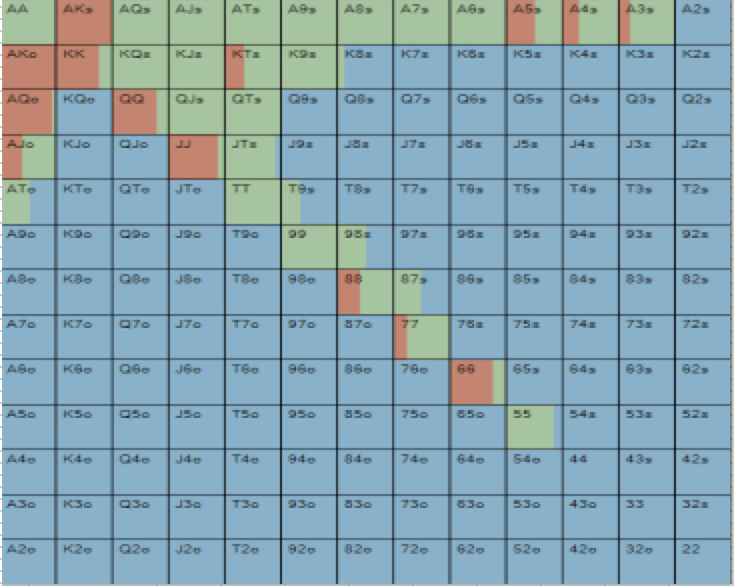 AA AKs AQs AJs ATs A9s A8s A7s A6s A5s A4s A3s A2s
AKo KK KQs KJs KTs K9s K8s K7s K6s K5s K4s K3s K2s
AQo KQo QQ QJs QTs Q9s Q8s Q7s Q6s Q5s Q4s Q3s Q2s
AJo KJo QJo JJ JTs J9s J8s J7s J6s J5s J4s J3s J2s
ATo KTo QTo JTo TT T9s T8s T7s T6s T5s T4s T3s T2s
A9o K9o Q9o J9o T9o 99 98s 97s 96s 95s 94s 93s 92s
A8o K8o Q8o J8o T8o 98o 88 87s 86s 85s 84s 83s 82s
A7o K7o Q7o J7o T7o 97o 87o 77 76s 75s 74s 73s 72s
A6o K6o Q6o J6o T6o 96o 86o 76o 66 65s 64s 63s 62s
A5o K5o Q5o J5o T5o 95o 85o 75o 65o 55 54s 53s 52s
A4o K4o Q4o J4o T4o 94o 84o 74o 64o 54o 44 43s 42s
A3o K3o Q3o J3o T3o 93o 83o 73o 63o 53o 43o 33 32s
A2o K2o Q2o J2o T2o 92o 82o 72o 62o 52o 42o 32o 22